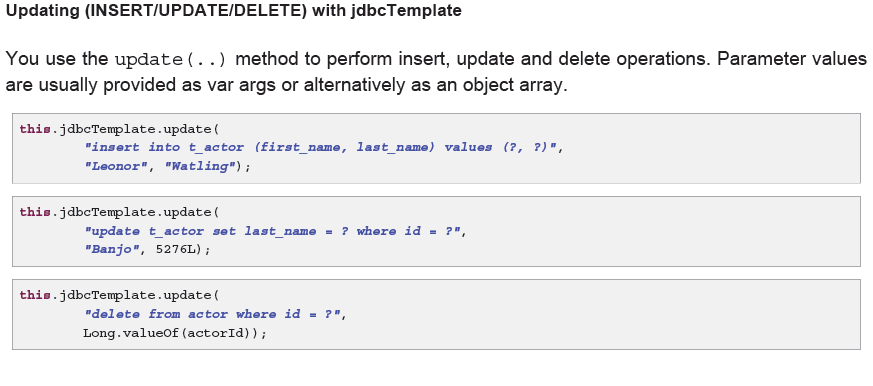 Updating (INSERT/UPDATE/DELETE) with jdbcTemplate
You use the update(..) method to perform insert, update and delete operations. Parameter values
are usually provided as var args or alternatively as an object array.
this.jdbcTemplate.update(
"insert into t_actor (first_name, last_name) values (?, ?)",
"Leonor", "Watling");
this.jdbcTemplate.update(
"update t_actor set last_name = ? where id = ?",
"Banjo", 5276L);
this.jdbcTemplate.update(
"delete from actor where id = ?",
Long.valueOf(actorId));